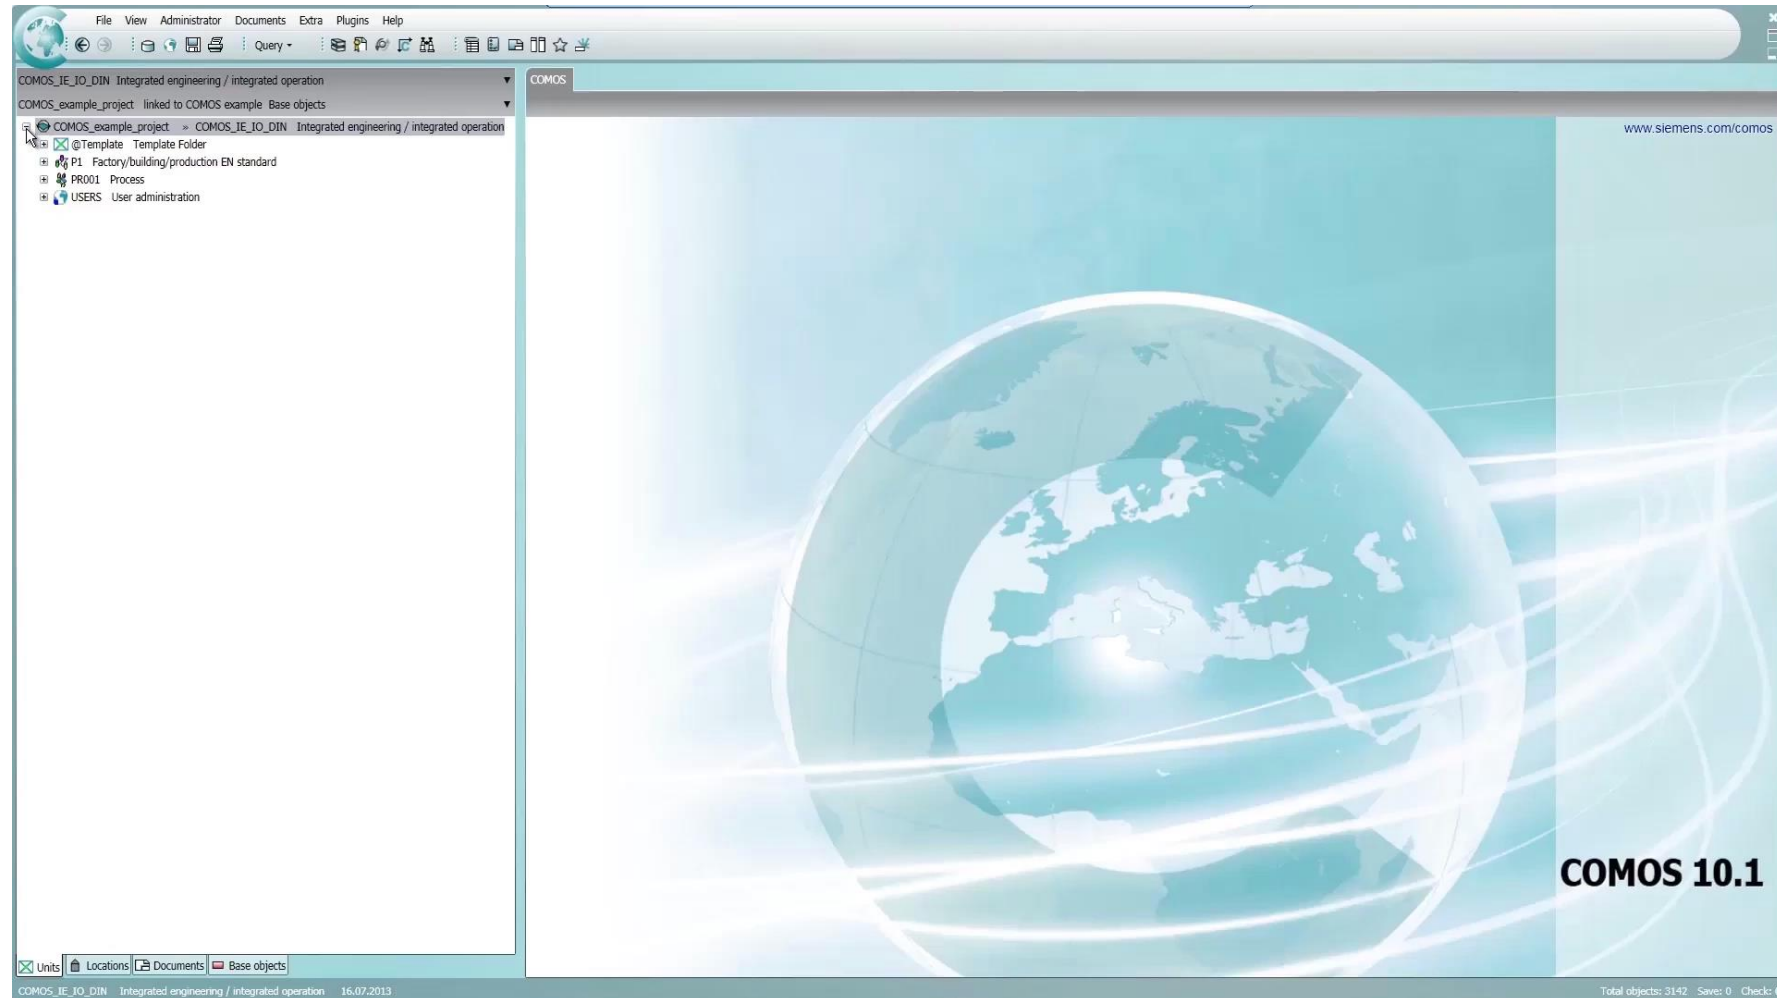 File View Administrator Documents Extra Plugins Help
Query
COMOS_IE_IO_DIN Integrated engineering / integrated operation
COMOS_example_project linked to COMOS example Base objects
COMOS_example_project » COMOS_IE_IO_DIN Integrated engineering / integrated operation
@Template Template Folder
P1 Factory/building/production EN standard
PR001 Process
USERS User administration
COMOS
www.siemens.com/comos
COMOS 10.1
Units Locations Documents Base objects
COMOS_IE_IO_DIN Integrated engineering / integrated operation 16.07.2013
Total objects: 3142 Save: 0 Check: